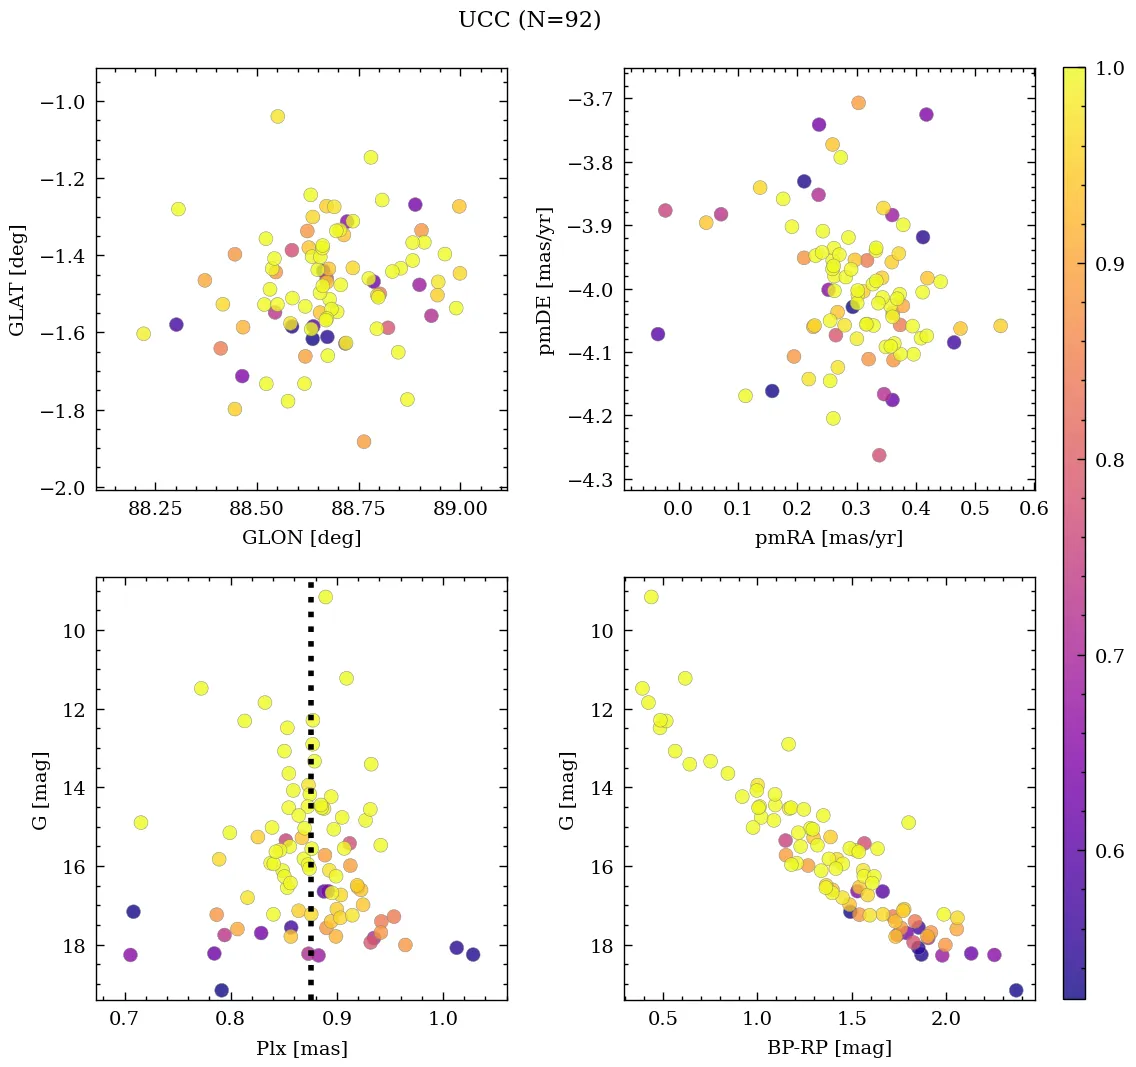 UCC (N=92)
−1.0
−1.2
−1.4
−1.6
−1.8
−2.0
GLAT [deg]
88.25 88.50 88.75 89.00
GLON [deg]
−3.7
−3.8
−3.9
−4.0
−4.1
−4.2
−4.3
pmDE [mas/yr]
0.0 0.1 0.2 0.3 0.4 0.5 0.6
pmRA [mas/yr]
10
12
14
16
18
G [mag]
0.7 0.8 0.9 1.0
Plx [mas]
10
12
14
16
18
G [mag]
0.5 1.0 1.5 2.0
BP-RP [mag]
1.0
0.9
0.8
0.7
0.6